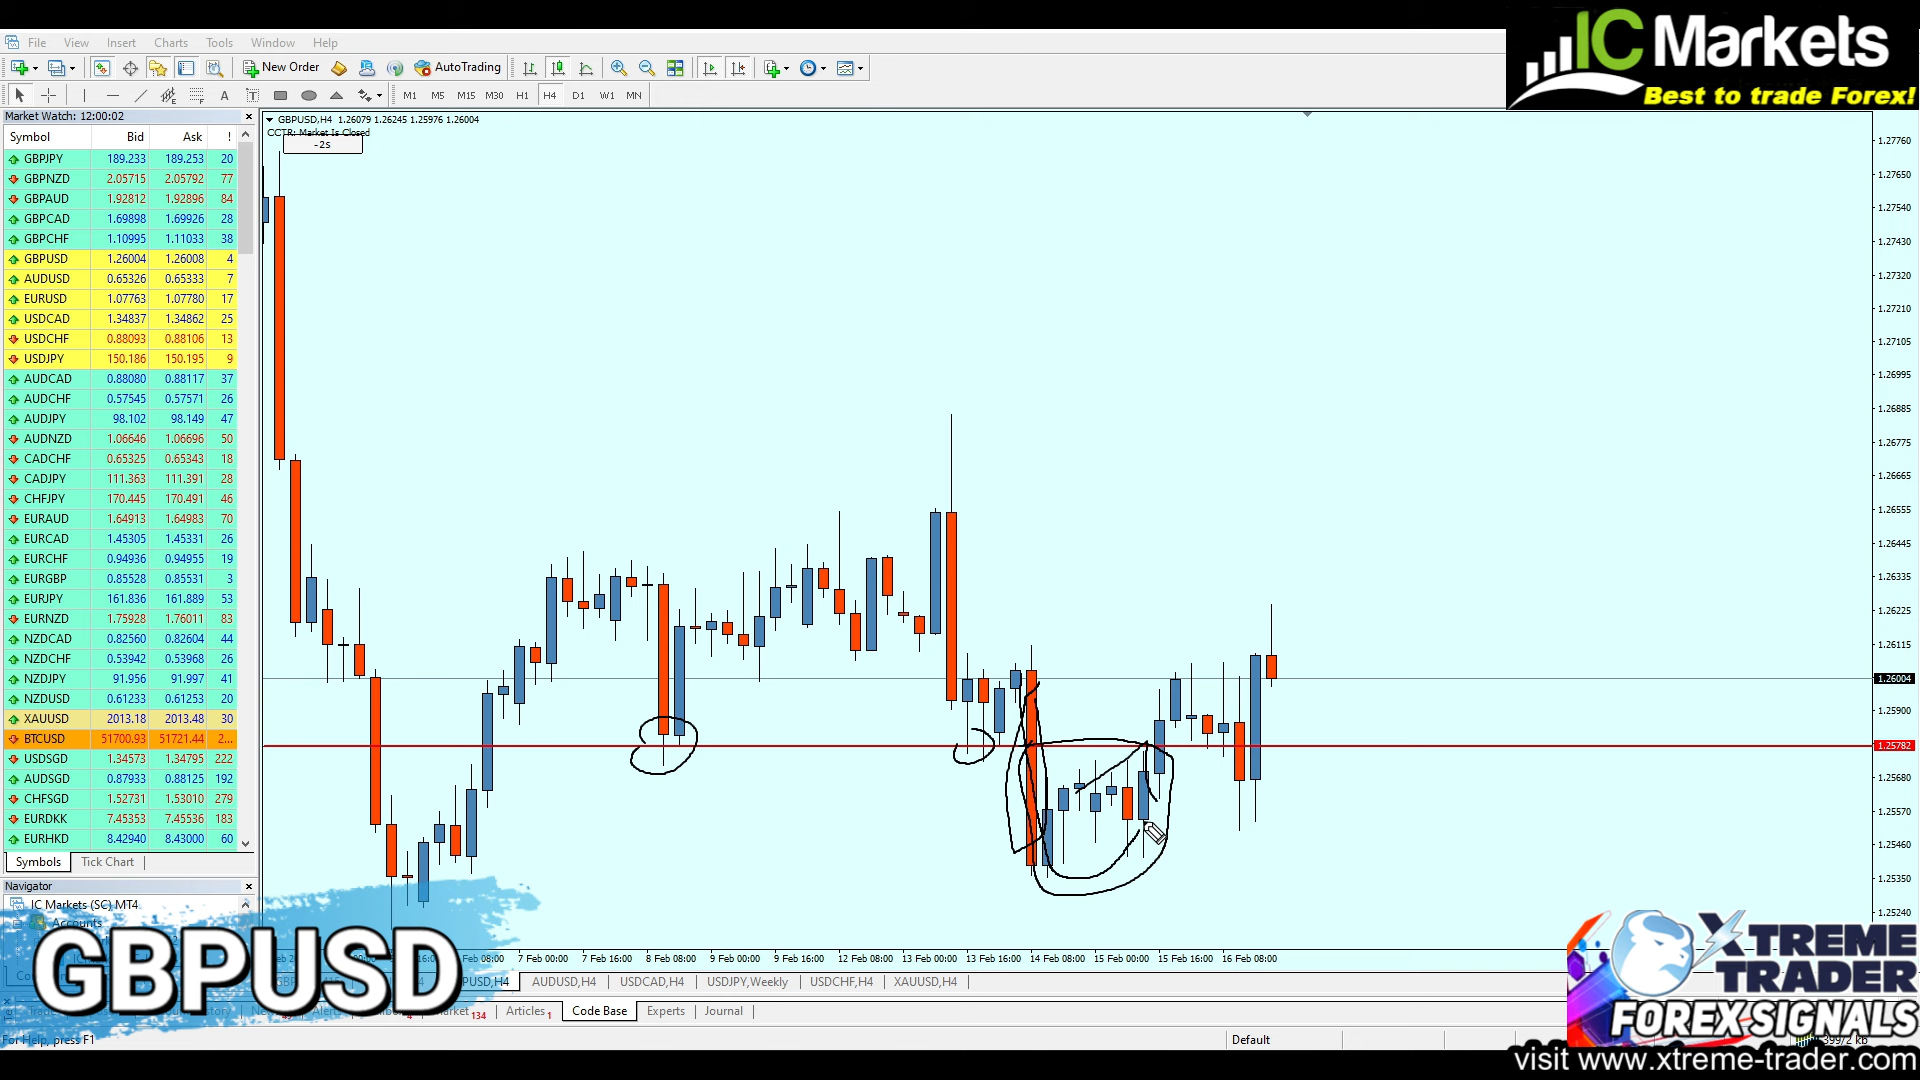 IC Markets
Best to trade Forex!
File View Insert Charts Tools Window Help
New Order AutoTrading
A T M1 M5 M15 M30 H1 H4 D1 W1 MN
Market Watch: 12:00:02
Symbol Bid Ask !
GBPJPY 189.233 189.253 20
GBPNZD 2.05715 2.05792 77
GBPAUD 1.92812 1.92896 84
GBPCAD 1.69898 1.69926 28
GBPCHF 1.10995 1.11033 38
GBPUSD 1.26004 1.26008 4
AUDUSD 0.65326 0.65333 7
EURUSD 1.07763 1.07780 17
USDCAD 1.34837 1.34862 25
USDCHF 0.88093 0.88106 13
USDJPY 150.186 150.195 9
AUDCAD 0.88080 0.88117 37
AUDCHF 0.57545 0.57571 26
AUDJPY 98.102 98.149 47
AUDNZD 1.06646 1.06696 50
CADCHF 0.65325 0.65343 18
CADJPY 111.363 111.391 28
CHFJPY 170.445 170.491 46
EURAUD 1.64913 1.64983 70
EURCAD 1.45305 1.45331 26
EURCHF 0.94936 0.94955 19
EURGBP 0.85528 0.85531 3
EURJPY 161.836 161.889 53
EURNZD 1.75928 1.76011 83
NZDCAD 0.82560 0.82604 44
NZDCHF 0.53942 0.53968 26
NZDJPY 91.956 91.997 41
NZDUSD 0.61233 0.61253 20
XAUUSD 2013.18 2013.48 30
BTCUSD 51700.93 51721.44 2...
USDSGD 1.34573 1.34795 222
AUDSGD 0.87933 0.88125 192
CHFSGD 1.52731 1.53010 279
EURDKK 7.45353 7.45536 183
EURHKD 8.42940 8.43000 60
Symbols Tick Chart
Navigator
IC Markets (SC) MT4
Accounts
GBPUSD,H4 1.26079 1.26245 1.25976 1.26004
CCTR: Market Is Closed
-2s
1.27760
1.27650
1.27540
1.27430
1.27320
1.27210
1.27105
1.26995
1.26885
1.26775
1.26665
1.26555
1.26445
1.26335
1.26225
1.26115
1.26004
1.25900
1.25782
1.25680
1.25570
1.25460
1.25350
1.25240
08:00 7 Feb 00:00 7 Feb 16:00 8 Feb 08:00 9 Feb 00:00 9 Feb 16:00 12 Feb 08:00 13 Feb 00:00 13 Feb 16:00 14 Feb 08:00 15 Feb 00:00 15 Feb 16:00 16 Feb 08:00
PUSD,H4 AUDUSD,H4 USDCAD,H4 USDJPY,Weekly USDCHF,H4 XAUUSD,H4
134 Articles 1 Code Base Experts Journal
For Help, press F1
Default
GBPUSD
XTREME
TRADER
FOREX SIGNALS
visit www.xtreme-trader.com